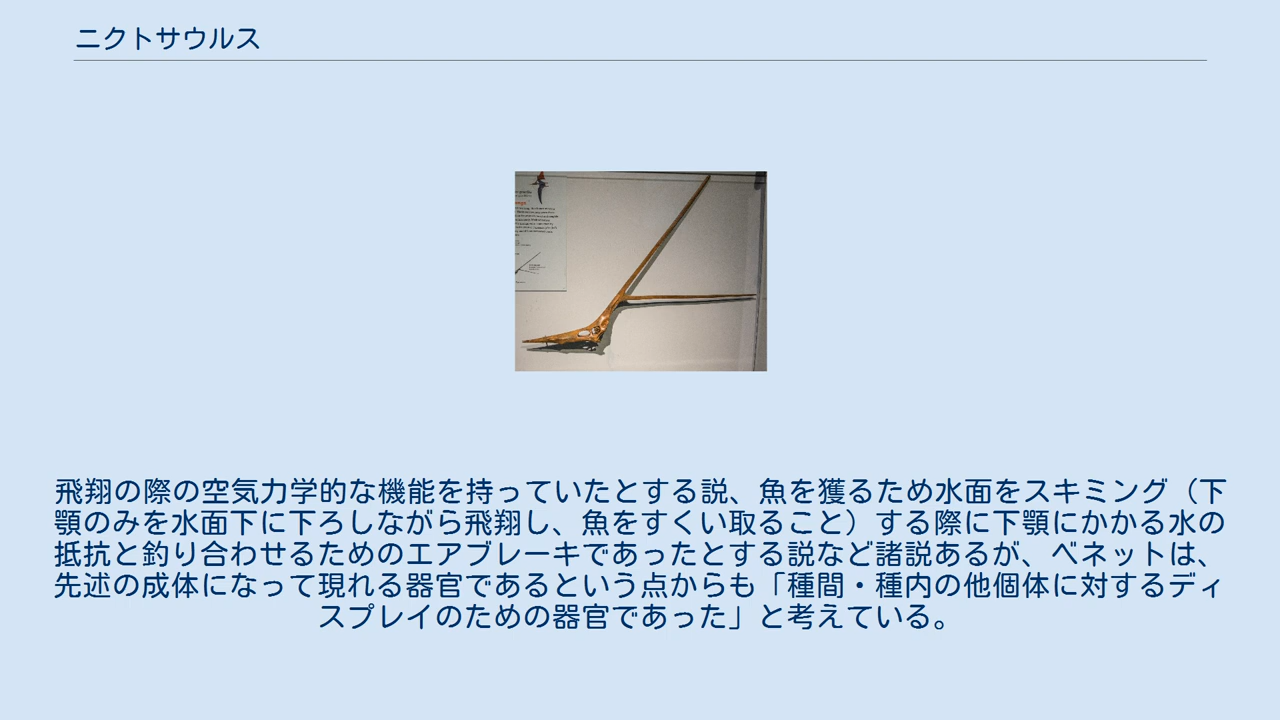 ニクトサウルス
飛翔の際の空気力学的な機能を持っていたとする説、魚を獲るため水面をスキミング（下
顎のみを水面下に下ろしながら飛翔し、魚をすくい取ること）する際に下顎にかかる水の
抵抗と釣り合わせるためのエアブレーキであったとする説など諸説あるが、ベネットは、
先述の成体になって現れる器官であるという点からも「種間・種内の他個体に対するディ
スプレイのための器官であった」と考えている。